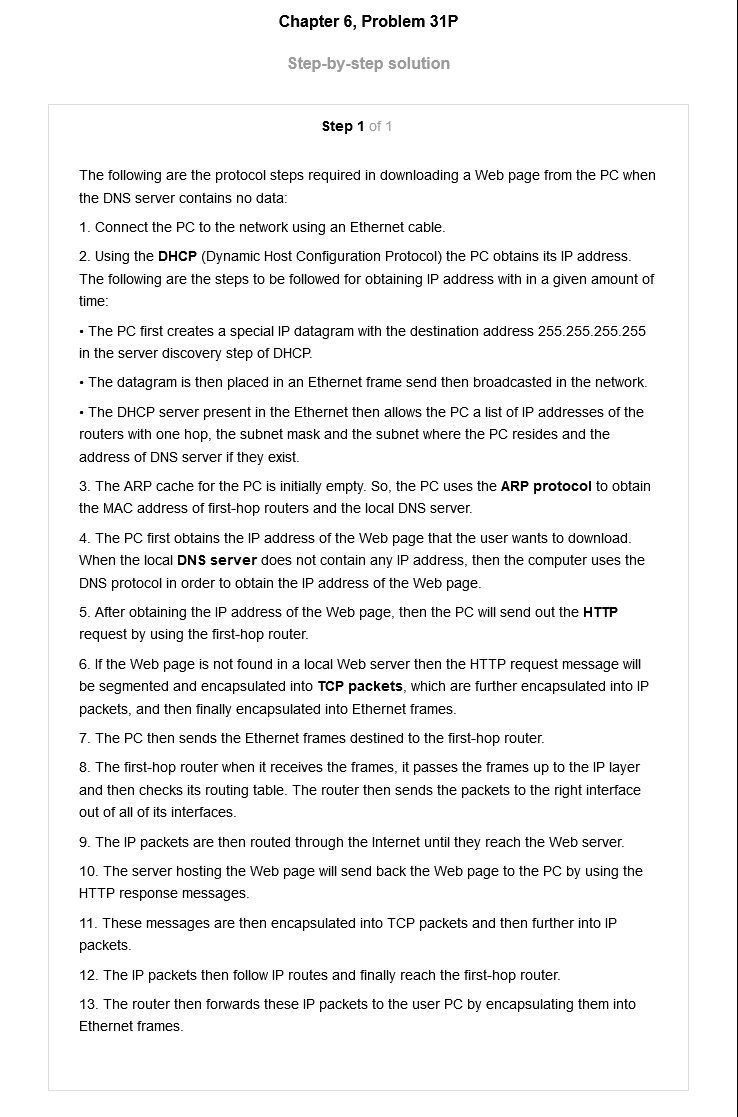 Chapter 6, Problem 31P
Step-by-step solution
Step 1 of 1
The following are the protocol steps required in downloading a Web page from the PC when
the DNS server contains no data:
1. Connect the PC to the network using an Ethernet cable.
2. Using the DHCP (Dynamic Host Configuration Protocol) the PC obtains its IP address.
The following are the steps to be followed for obtaining IP address with in a given amount of
time:
• The PC first creates a special IP datagram with the destination address 255.255.255.255
in the server discovery step of DHCP.
• The datagram is then placed in an Ethernet frame send then broadcasted in the network.
• The DHCP server present in the Ethernet then allows the PC a list of IP addresses of the
routers with one hop, the subnet mask and the subnet where the PC resides and the
address of DNS server if they exist.
3. The ARP cache for the PC is initially empty. So, the PC uses the ARP protocol to obtain
the MAC address of first-hop routers and the local DNS server.
4. The PC first obtains the IP address of the Web page that the user wants to download.
When the local DNS server does not contain any IP address, then the computer uses the
DNS protocol in order to obtain the IP address of the Web page.
5. After obtaining the IP address of the Web page, then the PC will send out the HTTP
request by using the first-hop router.
6. If the Web page is not found in a local Web server then the HTTP request message will
be segmented and encapsulated into TCP packets, which are further encapsulated into IP
packets, and then finally encapsulated into Ethernet frames.
7. The PC then sends the Ethernet frames destined to the first-hop router.
8. The first-hop router when it receives the frames, it passes the frames up to the IP layer
and then checks its routing table. The router then sends the packets to the right interface
out of all of its interfaces.
9. The IP packets are then routed through the Internet until they reach the Web server.
10. The server hosting the Web page will send back the Web page to the PC by using the
HTTP response messages.
11. These messages are then encapsulated into TCP packets and then further into IP
packets.
12. The IP packets then follow IP routes and finally reach the first-hop router.
13. The router then forwards these IP packets to the user PC by encapsulating them into
Ethernet frames.